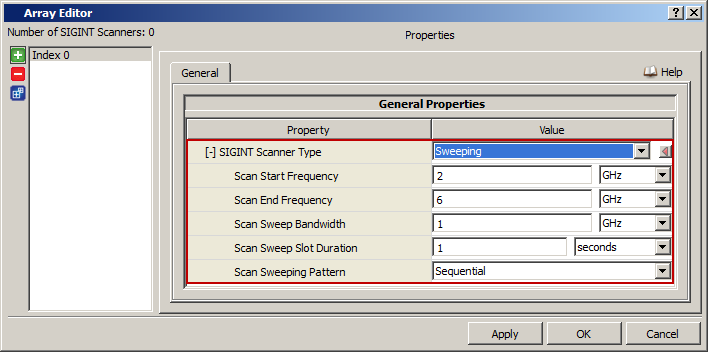 Array Editor
Number of SIGINT Scanners: 0
Properties
Index 0
General
Help
General Properties
Property Value
[-] SIGINT Scanner Type Sweeping
Scan Start Frequency 2 GHz
Scan End Frequency 6 GHz
Scan Sweep Bandwidth 1 GHz
Scan Sweep Slot Duration 1 seconds
Scan Sweeping Pattern Sequential
Apply OK Cancel